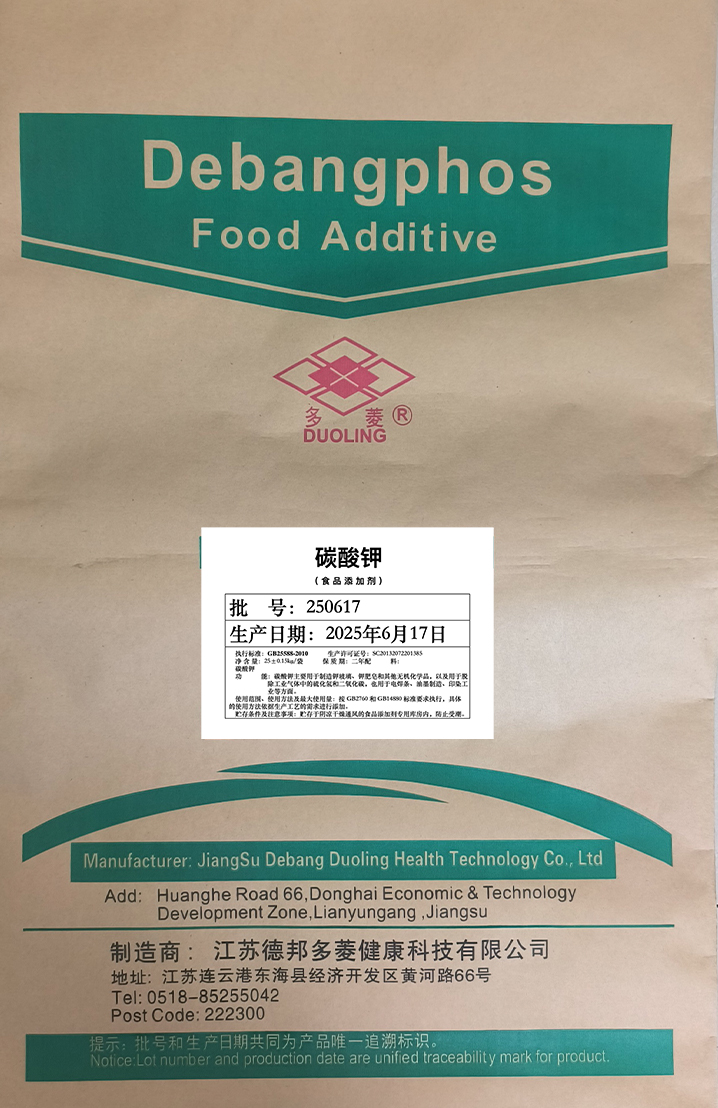 Debangphos
Food Additive
多 菱 ®
DUOLING
碳酸钾
（食品添加剂）
批 号：250617
生产日期：2025年6月17日
执行标准：GB25588-2010 生产许可证号：SC20132072201385
净 含 量：25±0.15kg/袋 保 质 期：二年配 料：
碳酸钾
功 能：碳酸钾主要用于制造钾玻璃、钾肥皂和其他无机化学品，以及用于脱
除工业气体中的硫化氢和二氧化碳。也用于电焊条、油墨制造、印染工
业等方面。
使用范围、使用方法及最大使用量：按 GB2760 和 GB14880 标准要求执行，具体
的使用方法依据生产工艺的需求进行添加。
贮存条件及注意事项：贮存于阴凉干燥通风的食品添加剂专用库房内，防止受潮。
Manufacturer: JiangSu Debang Duoling Health Technology Co., Ltd
Add: Huanghe Road 66,Donghai Economic & Technology
Development Zone,Lianyungang ,Jiangsu
制造商： 江苏德邦多菱健康科技有限公司
地址: 江苏连云港东海县经济开发区黄河路66号
Tel: 0518-85255042
Post Code: 222300
提示: 批号和生产日期共同为产品唯一追溯标识。
Notice:Lot number and production date are unified traceability mark for product.